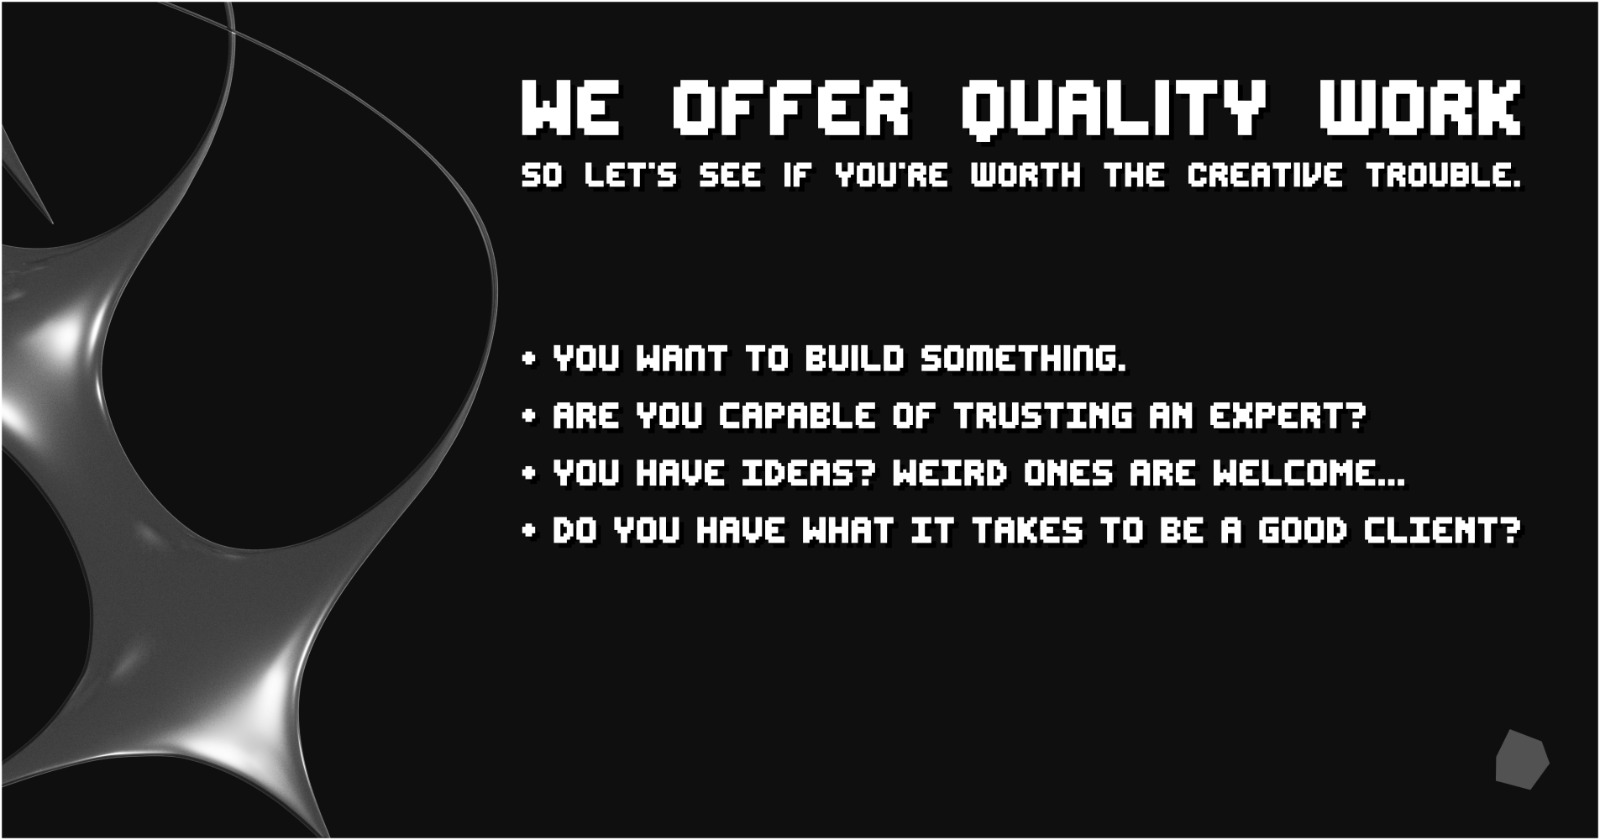 WE OFFER QUALITY WORK
SO LET'S SEE IF YOU'RE WORTH THE CREATIVE TROUBLE.
• YOU WANT TO BUILD SOMETHING.
• ARE YOU CAPABLE OF TRUSTING AN EXPERT?
• YOU HAVE IDEAS? WEIRD ONES ARE WELCOME...
• DO YOU HAVE WHAT IT TAKES TO BE A GOOD CLIENT?